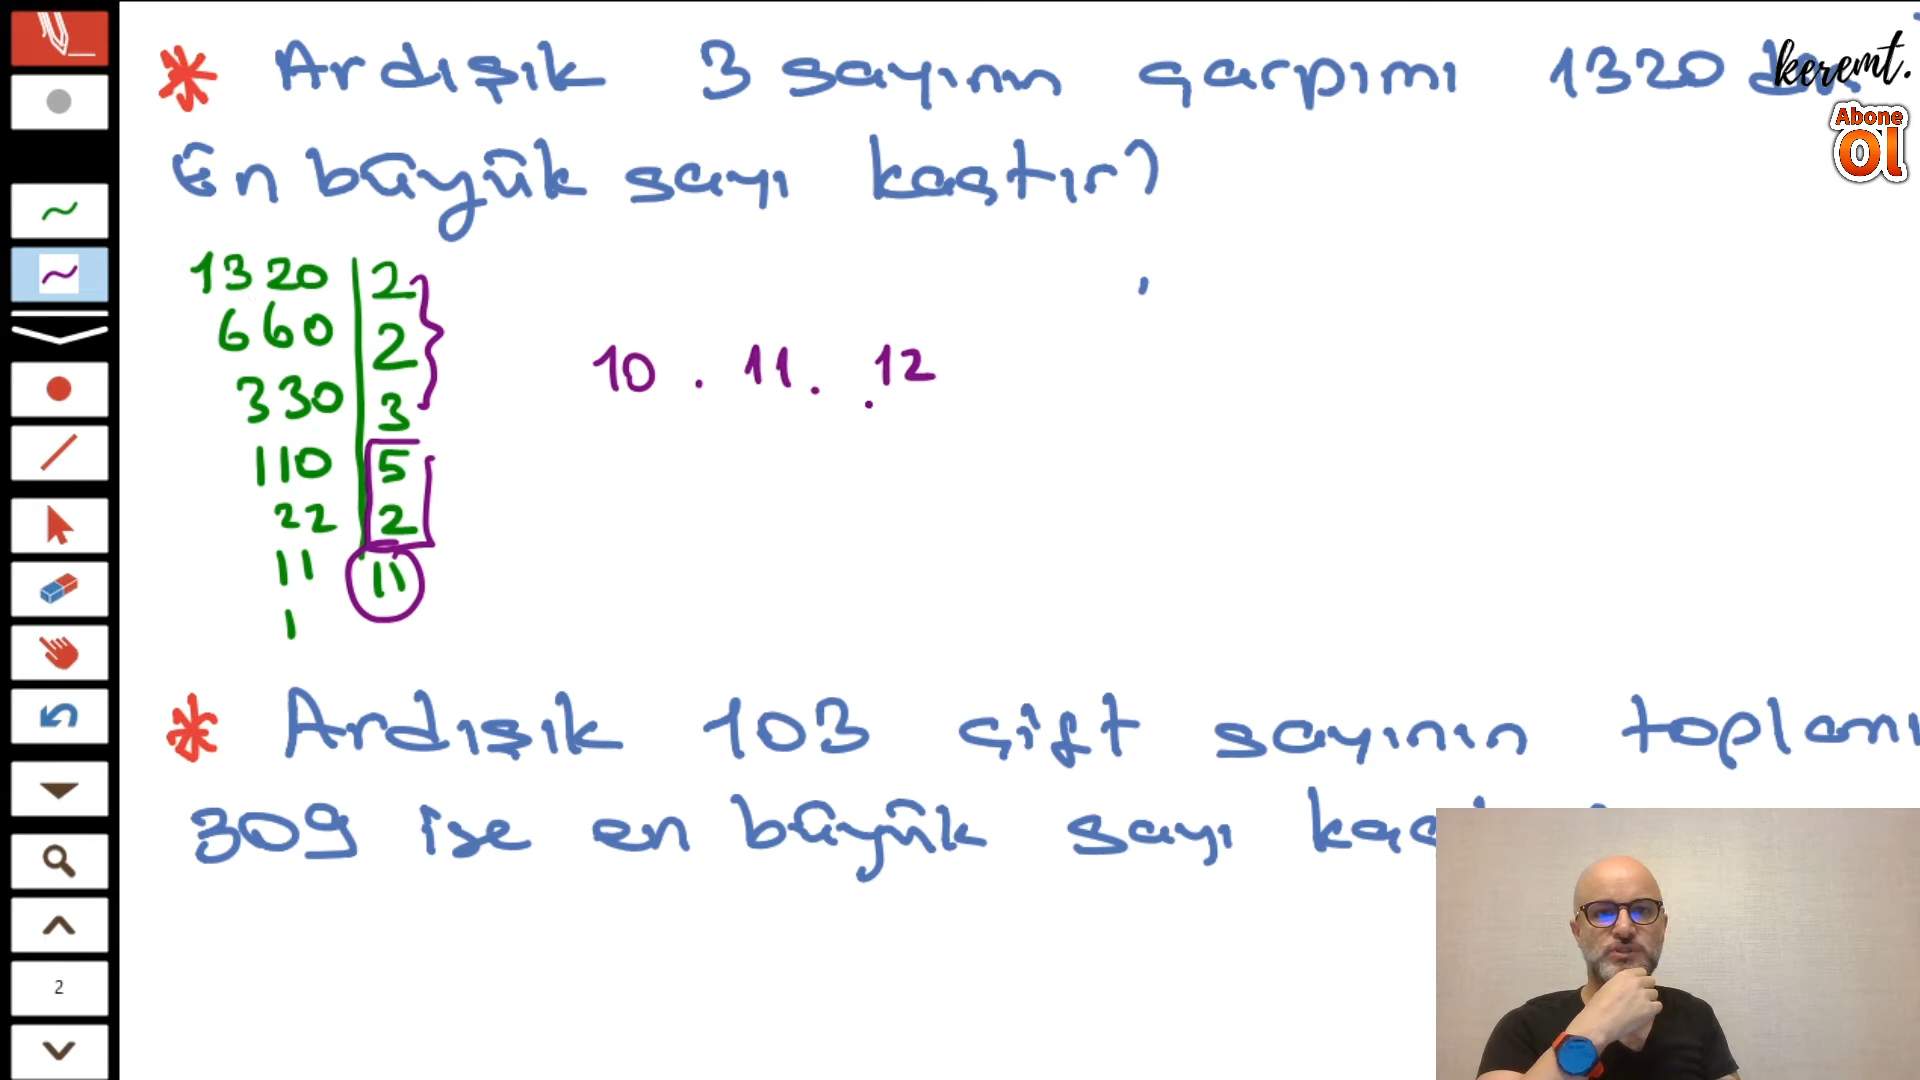 * Ardışık 3 sayının çarpımı 1320
keremt.
Abone
Ol
En büyük sayı kaçtır?
1320 2
660 2
330 3
110 5
22 2
11 11
1
10 . 11 . 12
* Ardışık 103 çift sayının toplamı
309 ise en büyük sayı
2